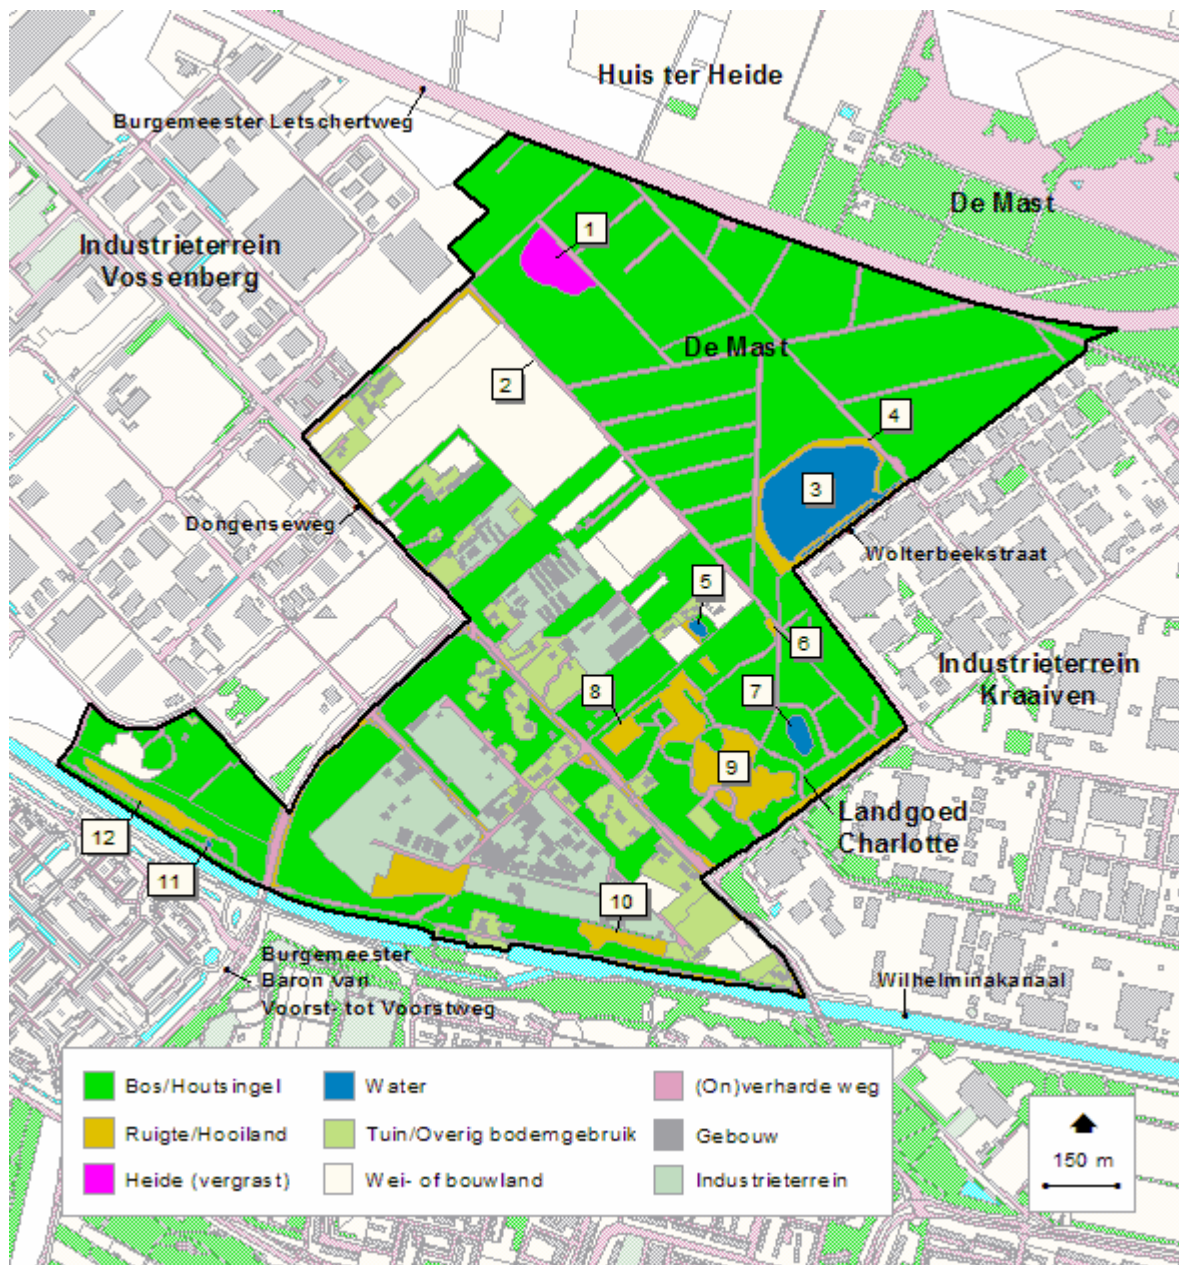 Huis ter Heide
Burgemeester Letschertweg
De Mast
1
Industrieterrein
Vossenberg
De Mast
2
4
3
Dongenseweg
Wolterbeekstraat
5
6
Industrieterrein
Kraaiven
8
7
9
Landgoed
Charlotte
12
11
10
Burgemeester
Baron van
Voorst- tot Voorstweg
Wilhelminakanaal
Bos/Houtsingel
Water
(On)verharde weg
Ruigte/Hooiland
Tuin/Overig bodemgebruik
Gebouw
Heide (vergrast)
Wei- of bouwland
Industrieterrein
150 m